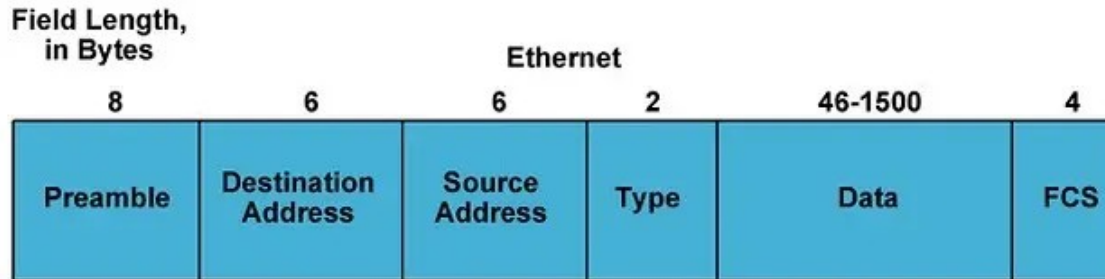 Field Length,
in Bytes
Ethernet
8 6 6 2 46-1500 4
Preamble
Destination
Address
Source
Address
Type
Data
FCS